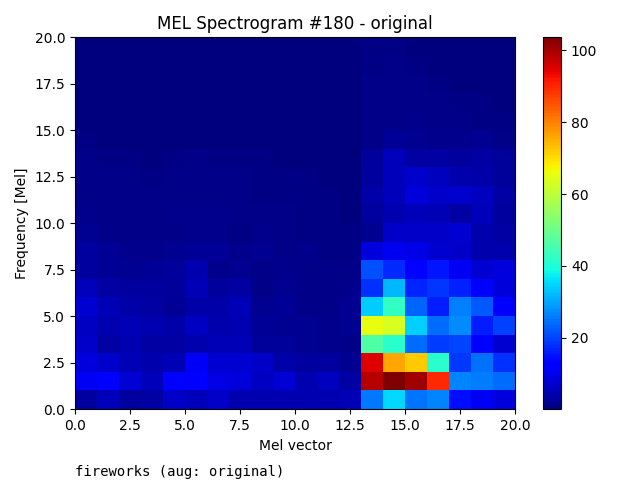 MEL Spectrogram #180 - original
20.0
17.5
15.0
12.5
10.0
7.5
5.0
2.5
0.0
Frequency [Mel]
0.0 2.5 5.0 7.5 10.0 12.5 15.0 17.5 20.0
Mel vector
100
80
60
40
20
fireworks (aug: original)